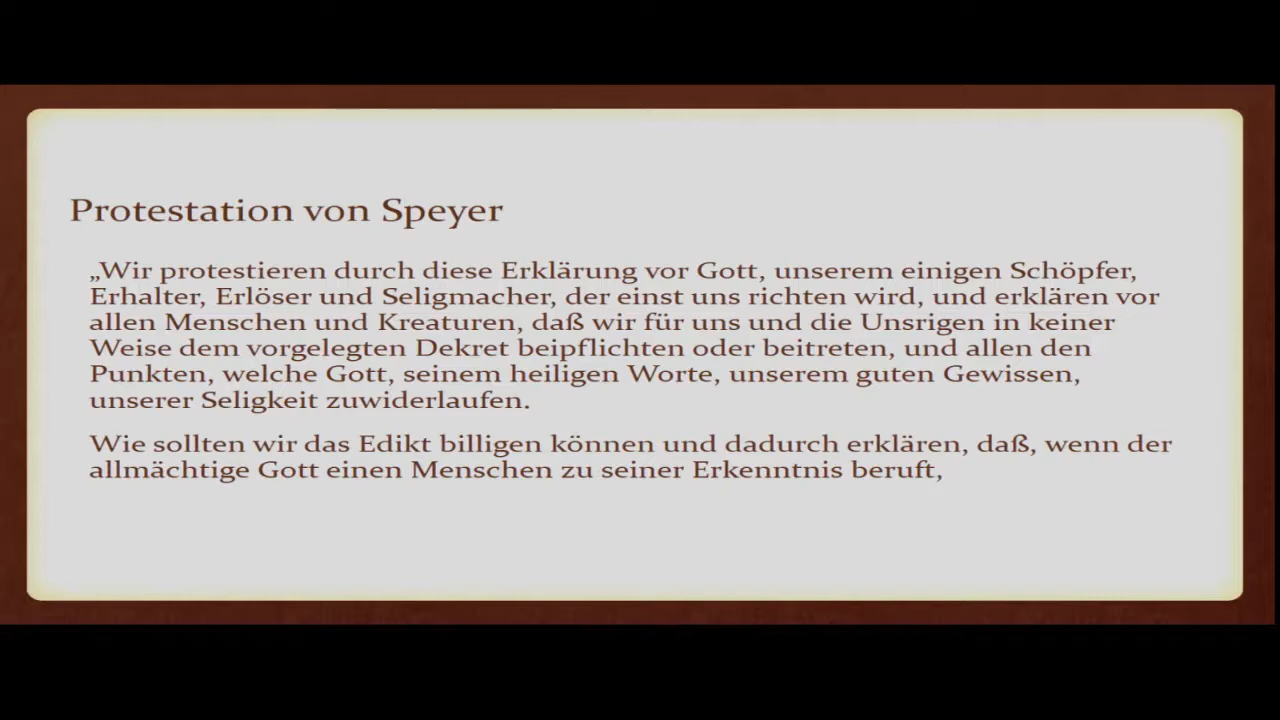 Protestation von Speyer
„Wir protestieren durch diese Erklärung vor Gott, unserem einigen Schöpfer,
Erhalter, Erlöser und Seligmacher, der einst uns richten wird, und erklären vor
allen Menschen und Kreaturen, daß wir für uns und die Unsrigen in keiner
Weise dem vorgelegten Dekret beipflichten oder beitreten, und allen den
Punkten, welche Gott, seinem heiligen Worte, unserem guten Gewissen,
unserer Seligkeit zuwiderlaufen.
Wie sollten wir das Edikt billigen können und dadurch erklären, daß, wenn der
allmächtige Gott einen Menschen zu seiner Erkenntnis beruft,